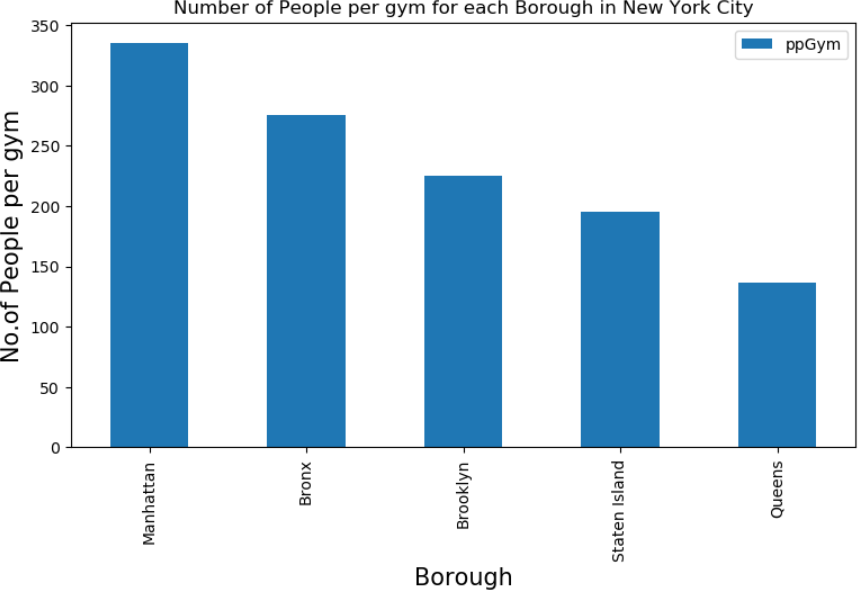 Number of People per gym for each Borough in New York City
ppGym
No.of People per gym
350
300
250
200
150
100
50
0
Manhattan
Bronx
Brooklyn
Staten Island
Queens
Borough